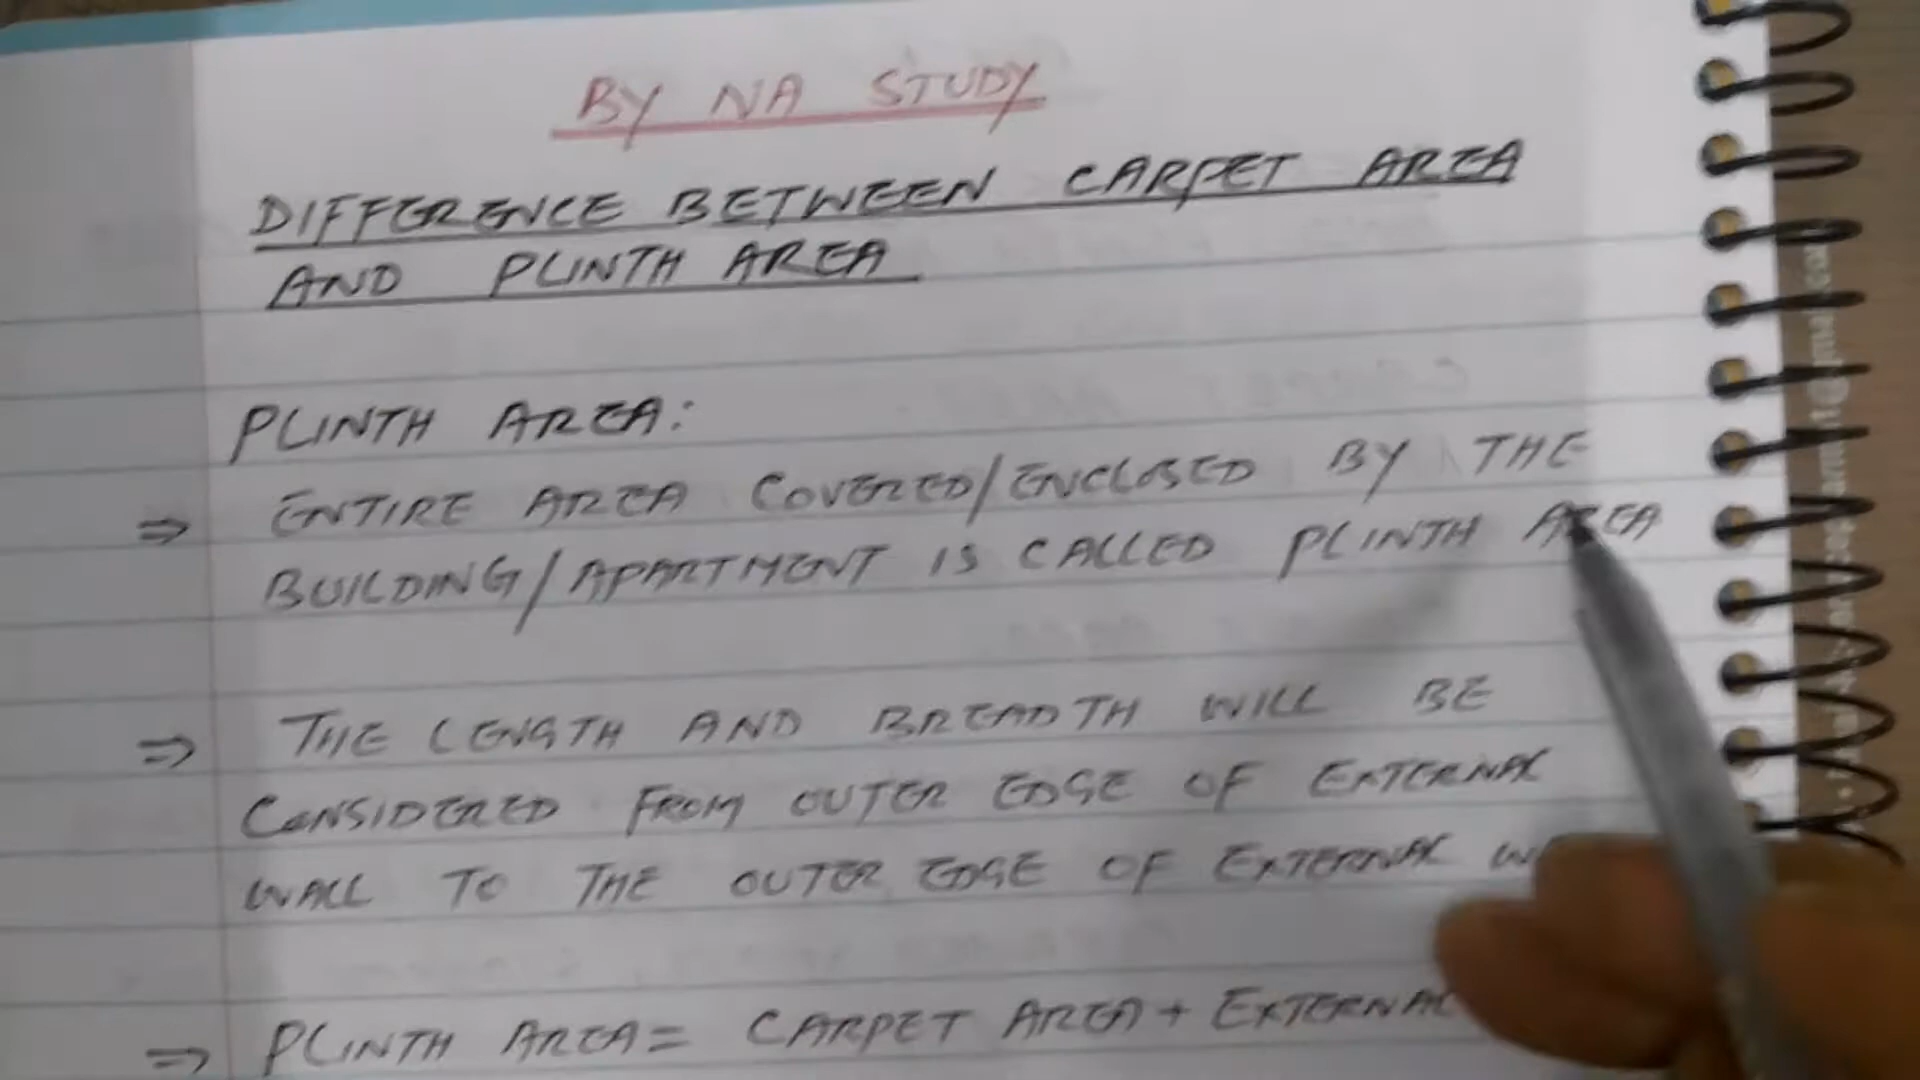 BY NA STUDY
DIFFERENCE BETWEEN CARPET AREA
AND PLINTH AREA
PLINTH AREA:
⇒ ENTIRE AREA COVERED/ENCLOSED BY THE
BUILDING/APARTMENT IS CALLED PLINTH AREA
⇒ THE LENGTH AND BREADTH WILL BE
CONSIDERED FROM OUTER EDGE OF EXTERNAL
WALL TO THE OUTER EDGE OF EXTERNAL
⇒ PLINTH AREA = CARPET AREA + EXTERNAL